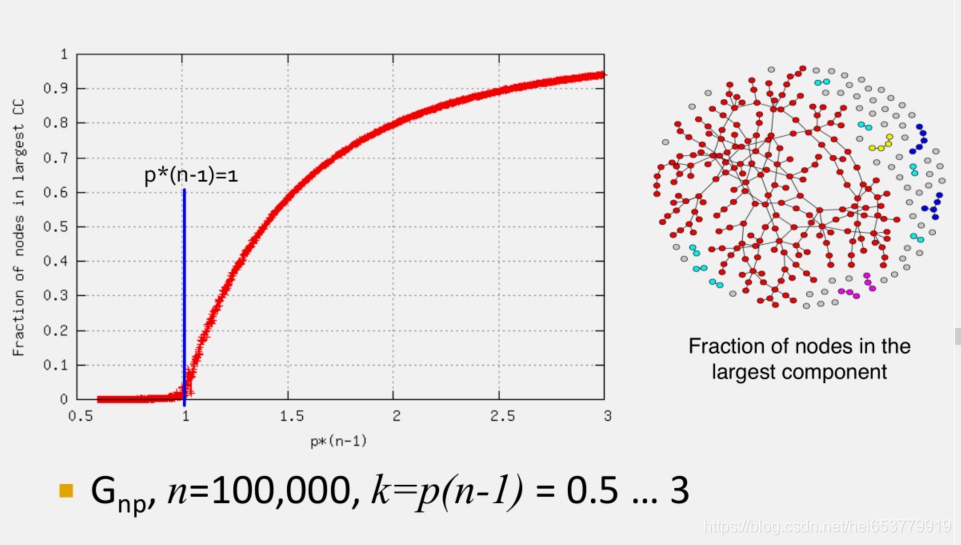 1
0.9
0.8
0.7
0.6
0.5
0.4
0.3
0.2
0.1
0
Fraction of nodes in largest CC
p*(n-1)=1
0.5 1 1.5 2 2.5 3
p*(n-1)
Fraction of nodes in the
largest component
Gnp, n=100,000, k=p(n-1) = 0.5 ... 3
https://blog.csdn.net/hei653779919